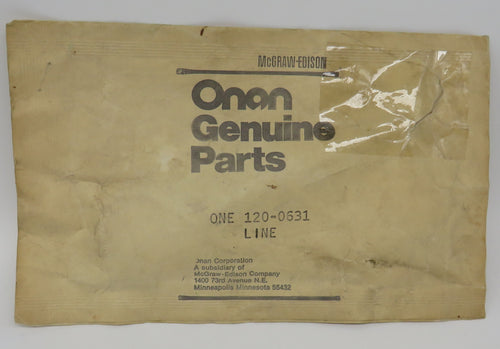 McGRAW-EDISON
Onan
Genuine
Parts
ONE 120-0631
LINE
Onan Corporation
A subsidiary of
McGraw-Edison Company
1400 73rd Avenue N.E.
Minneapolis Minnesota 55432